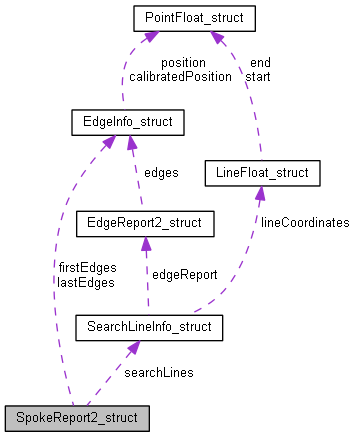 PointFloat_struct
position
calibratedPosition
end
start
EdgeInfo_struct
LineFloat_struct
edges
EdgeReport2_struct
lineCoordinates
firstEdges
lastEdges
edgeReport
SearchLineInfo_struct
searchLines
SpokeReport2_struct